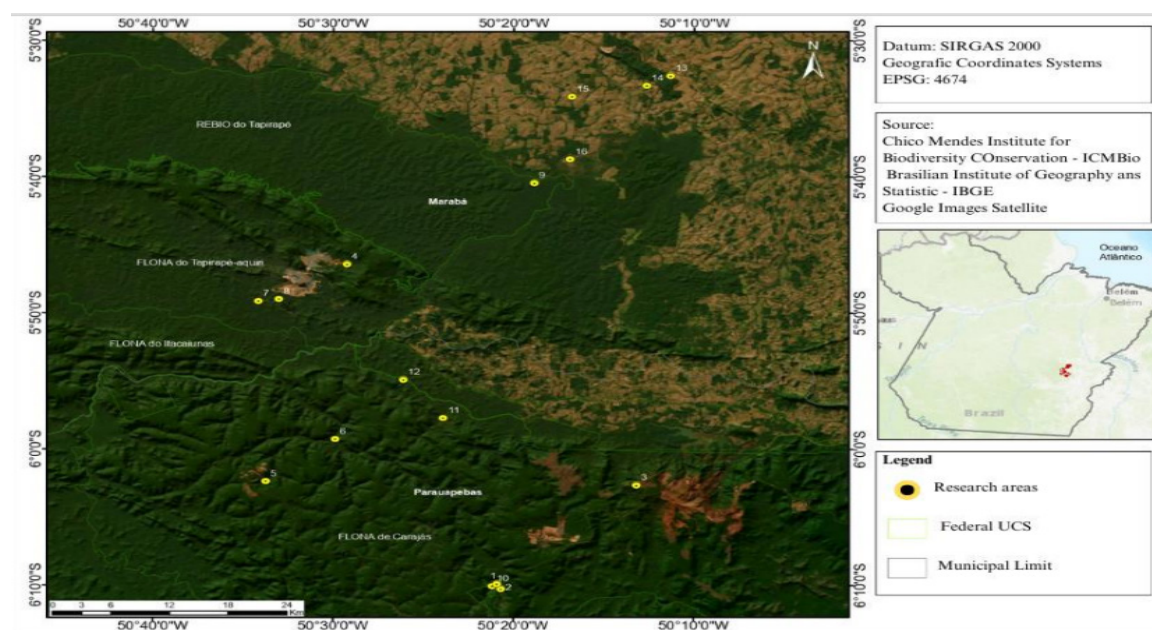 50°40'0"W 50°30'0"W 50°20'0"W 50°10'0"W
5°30'0"S 5°30'0"S
N
13
14
15
REBIO do Tapirapó
16
5°40'0"S 5°40'0"S
9
Marabá
4
FLONA do Tapirapé-aquir
7 8
5°50'0"S 5°50'0"S
FLONA do Itacaiunas
12
11
6
6°0'0"S 6°0'0"S
5
3
Parauapebas
FLONA de Carajás
1 10
2
6°10'0"S 6°10'0"S
0 3 6 12 18 24
Km
50°40'0"W 50°30'0"W 50°20'0"W 50°10'0"W
Datum: SIRGAS 2000
Geografic Coordinates Systems
EPSG: 4674
Source:
Chico Mendes Institute for
Biodiversity COnservation - ICMBio
Brasilian Institute of Geography ans
Statistic - IBGE
Google Images Satellite
Oceano
Atlântico
Belém
Belém
S I N
Brazil
Legend
Research areas
Federal UCS
Municipal Limit